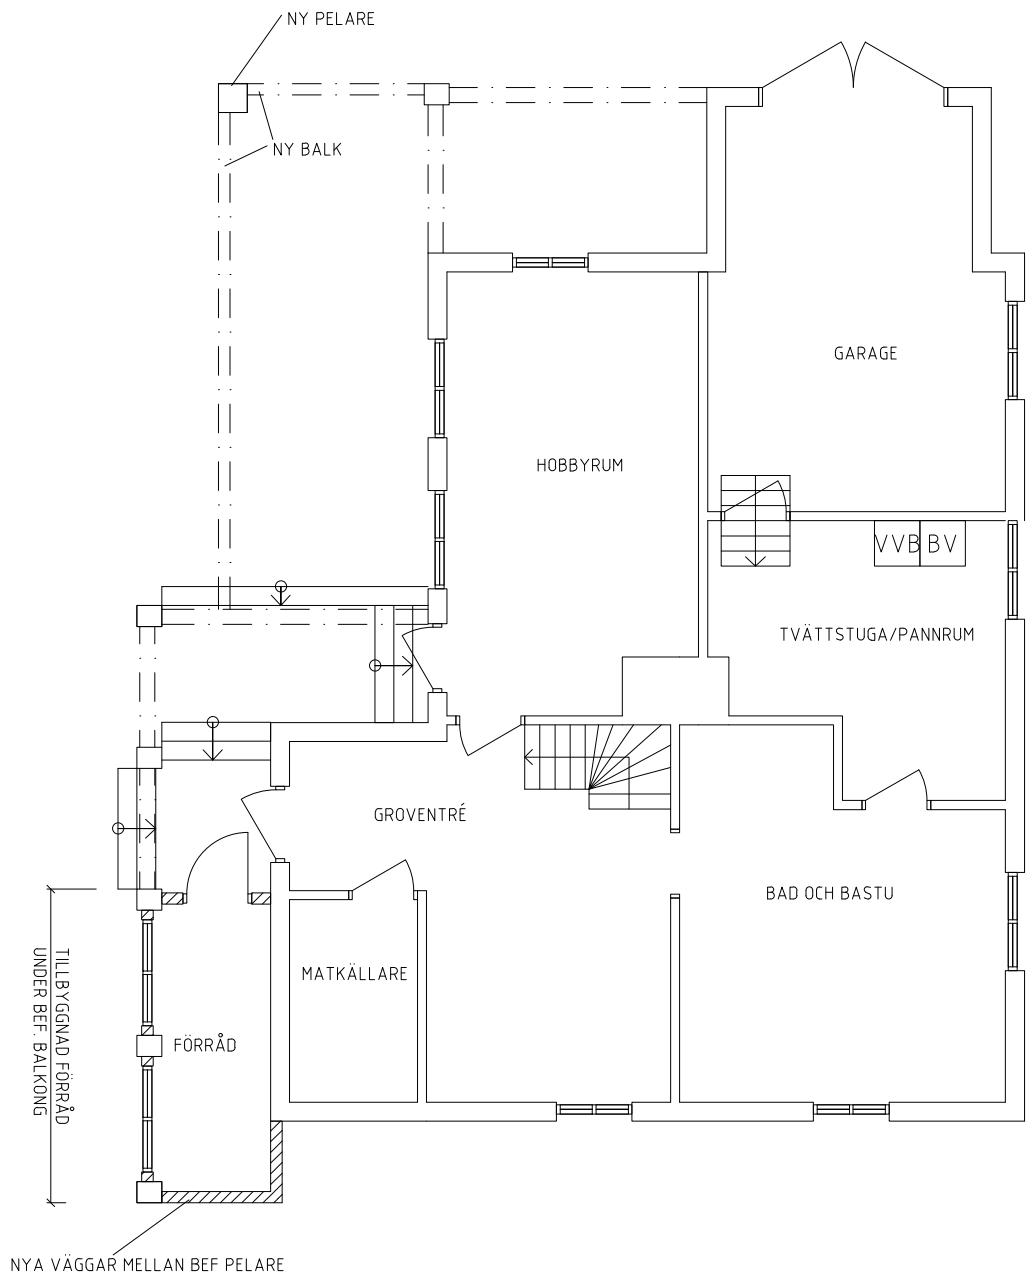 NY PELARE
NY BALK
GARAGE
HOBBYRUM
VVB BV
TVÄTTSTUGA/PANNRUM
GROVENTRÉ
BAD OCH BASTU
MATKÄLLARE
FÖRRÅD
TILLBYGGNAD FÖRRÅD
UNDER BEF. BALKONG
NYA VÄGGAR MELLAN BEF PELARE